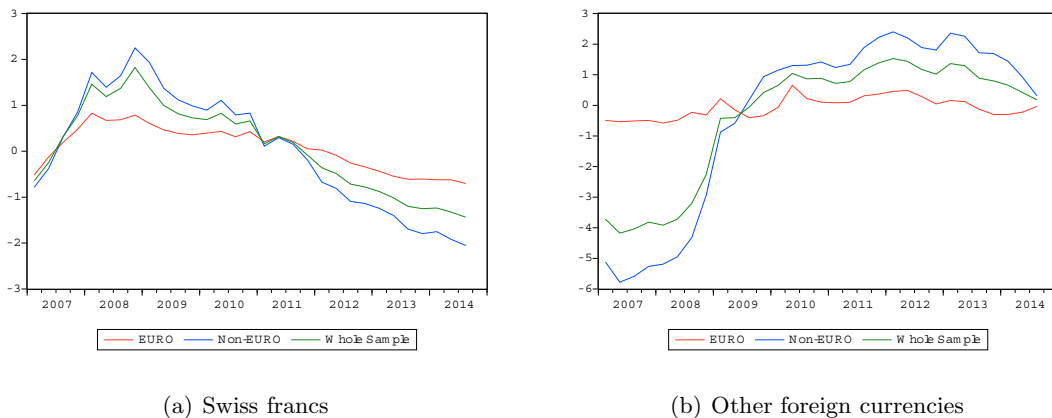 3
2
1
0
-1
-2
-3
2007 2008 2009 2010 2011 2012 2013 2014
EURO Non-EURO Whole Sample
(a) Swiss francs
3
2
1
0
-1
-2
-3
-4
-5
-6
2007 2008 2009 2010 2011 2012 2013 2014
EURO Non-EURO Whole Sample
(b) Other foreign currencies